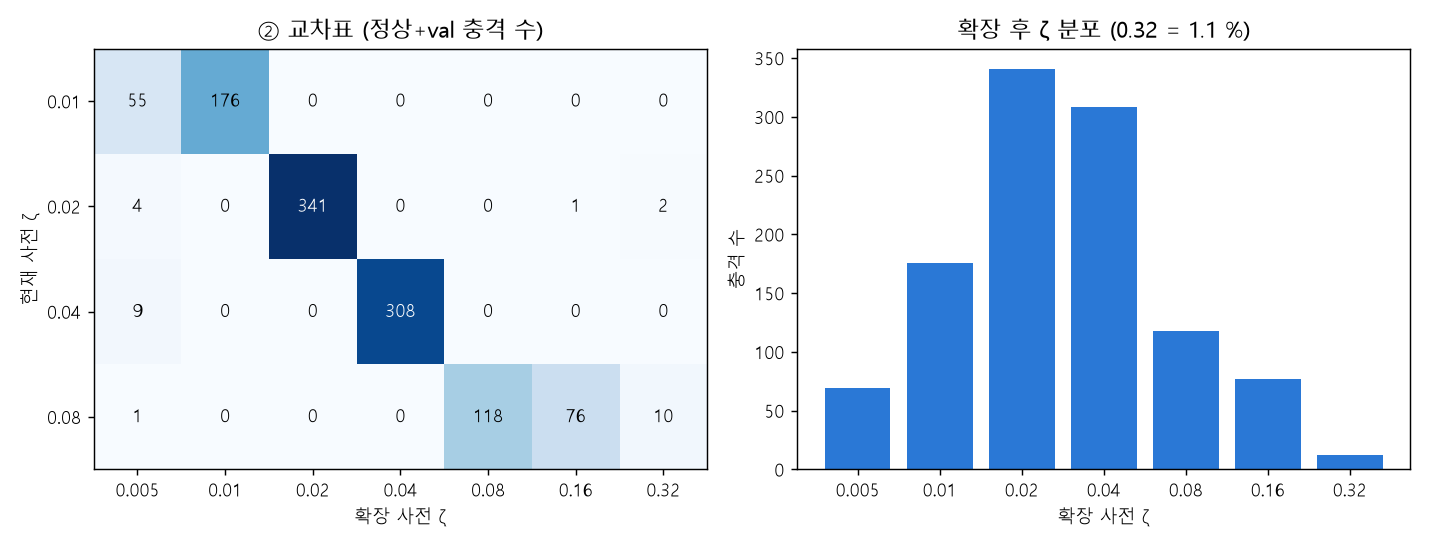 ② 교차표 (정상+val 충격 수)
현재 사전 ζ
0.01 55 176 0 0 0 0 0
0.02 4 0 341 0 0 1 2
0.04 9 0 0 308 0 0 0
0.08 1 0 0 0 118 76 10
0.005 0.01 0.02 0.04 0.08 0.16 0.32
확장 사전 ζ
확장 후 ζ 분포 (0.32 = 1.1 %)
충격 수
350
300
250
200
150
100
50
0
0.005 0.01 0.02 0.04 0.08 0.16 0.32
확장 사전 ζ